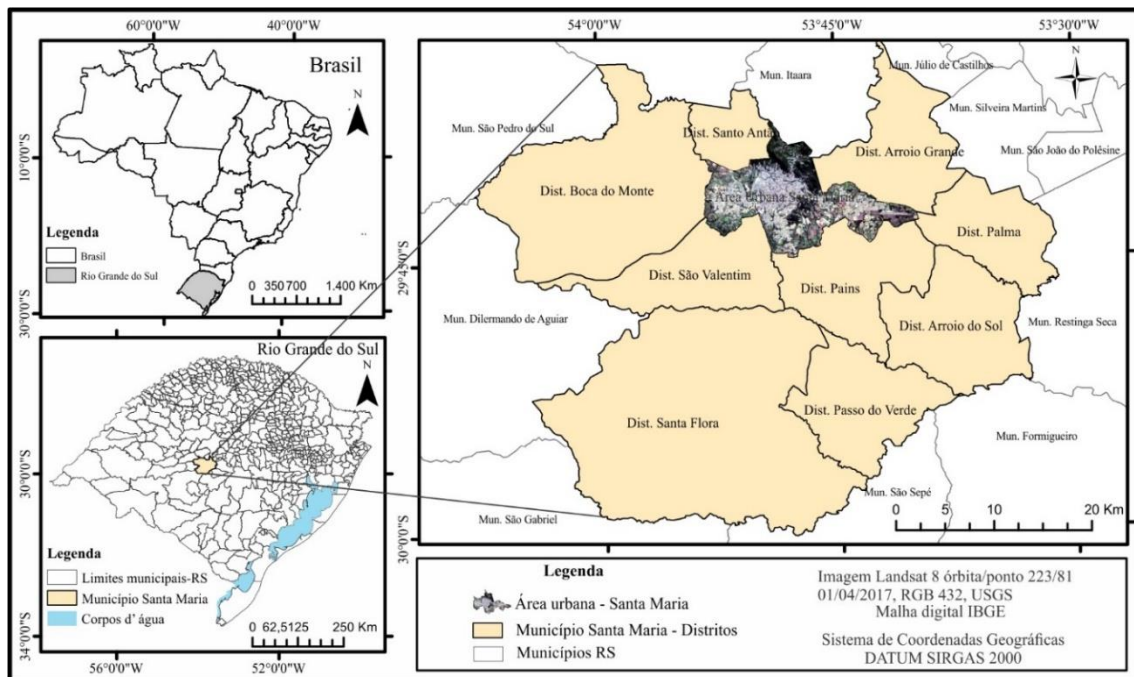 60°0'0"W 40°0'0"W
Brasil
N
10°0'0"S
30°0'0"S
Legenda
Brasil
Rio Grande do Sul
0 350700 1.400 Km
Rio Grande do Sul
N
30°0'0"S
34°0'0"S
Legenda
Limites municipais-RS
Município Santa Maria
Corpos d' água
0 62,5125 250 Km
56°0'0"W 52°0'0"W
54°0'0"W 53°45'0"W 53°30'0"W
N
Mun. Júlio de Castilhos
Mun. Itaara
Mun. Silveira Martins
Mun. São Pedro do Sul
Dist. Santo Antão
Dist. Arroio Grande
Mun. São João do Polêsine
Dist. Boca do Monte
Área Urbana Santa Maria
Dist. Palma
29°45'0"S
Dist. São Valentim
Dist. Pains
Mun. Dilermando de Aguiar
Dist. Arroio do Sol
Mun. Restinga Seca
Dist. Santa Flora
Dist. Passo do Verde
Mun. Formigueiro
Mun. São Sepé
Mun. São Gabriel
0 5 10 20 Km
30°0'0"S
Legenda
Área urbana - Santa Maria
Município Santa Maria - Distritos
Municípios RS
Imagem Landsat 8 órbita/ponto 223/81
01/04/2017, RGB 432, USGS
Malha digital IBGE
Sistema de Coordenadas Geográficas
DATUM SIRGAS 2000